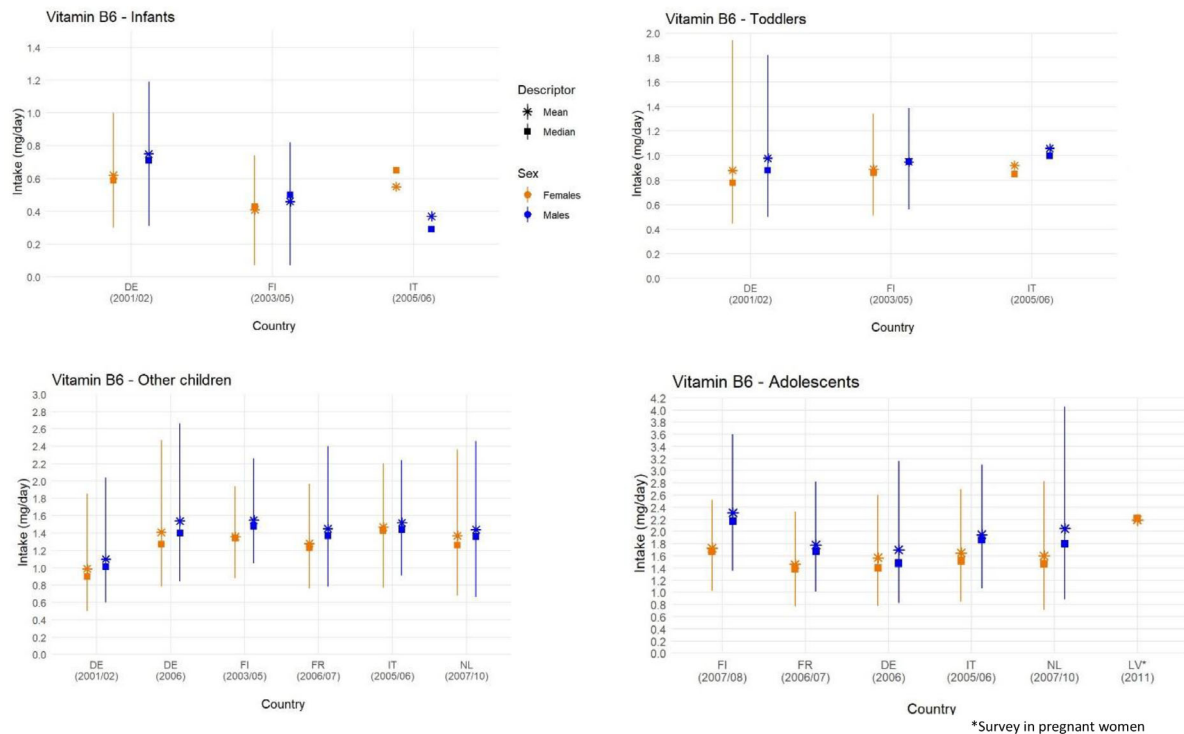 Vitamin B6 - Infants
1.4
1.2
1.0
0.8
0.6
0.4
0.2
0.0
Intake (mg/day)
DE
(2001/02)
FI
(2003/05)
IT
(2005/06)
Country
Descriptor
Mean
Median
Sex
Females
Males
Vitamin B6 - Toddlers
2.0
1.8
1.6
1.4
1.2
1.0
0.8
0.6
0.4
0.2
0.0
Intake (mg/day)
DE
(2001/02)
FI
(2003/05)
IT
(2005/06)
Country
Vitamin B6 - Other children
3.0
2.8
2.6
2.4
2.2
2.0
1.8
1.6
1.4
1.2
1.0
0.8
0.6
0.4
0.2
0.0
Intake (mg/day)
DE
(2001/02)
DE
(2006)
FI
(2003/05)
FR
(2006/07)
IT
(2005/06)
NL
(2007/10)
Country
Vitamin B6 - Adolescents
4.2
4.0
3.8
3.6
3.4
3.2
3.0
2.8
2.6
2.4
2.2
2.0
1.8
1.6
1.4
1.2
1.0
0.8
0.6
0.4
0.2
0.0
Intake (mg/day)
FI
(2007/08)
FR
(2006/07)
DE
(2006)
IT
(2005/06)
NL
(2007/10)
LV*
(2011)
Country
*Survey in pregnant women